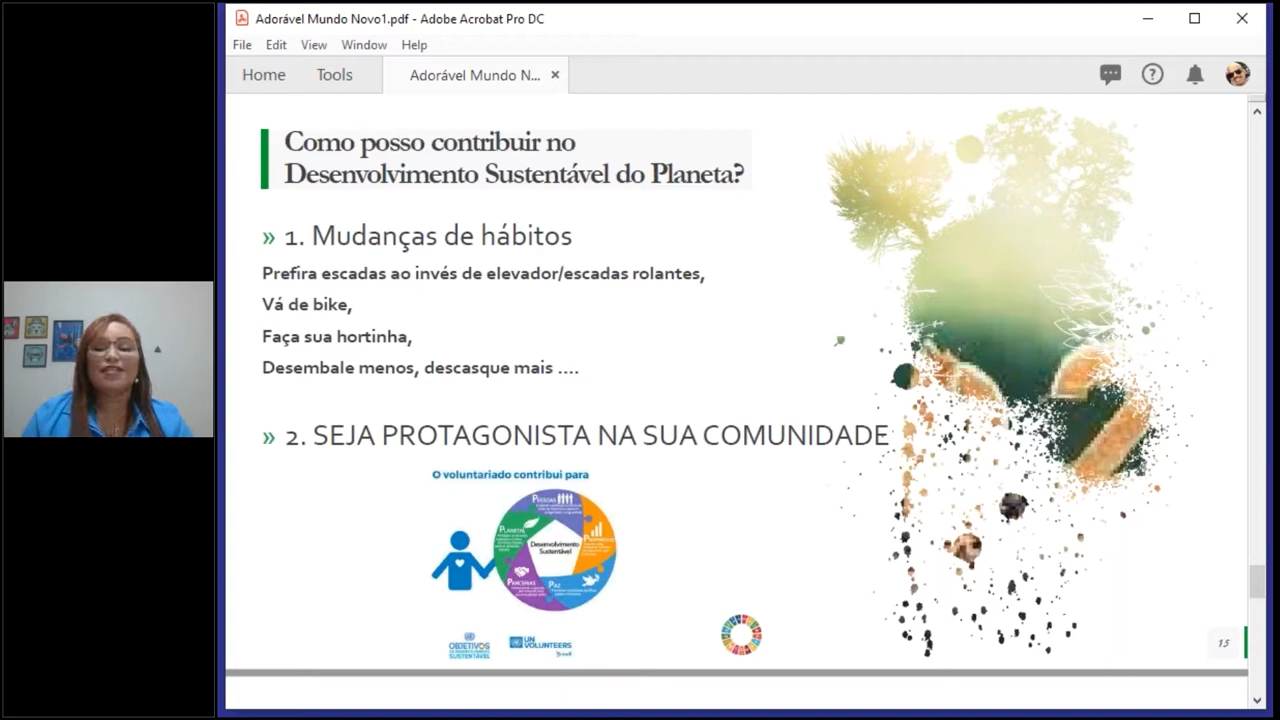 Adorável Mundo Novo1.pdf - Adobe Acrobat Pro DC
File Edit View Window Help
Home Tools Adorável Mundo N... ×
Como posso contribuir no
Desenvolvimento Sustentável do Planeta?
» 1. Mudanças de hábitos
Prefira escadas ao invés de elevador/escadas rolantes,
Vá de bike,
Faça sua hortinha,
Desembale menos, descasque mais ....
» 2. SEJA PROTAGONISTA NA SUA COMUNIDADE
O voluntariado contribui para
PESSOAS
PLANETA
Desenvolvimento
Sustentável
PARCERIAS
PAZ
OBJETIVOS
DE DESENVOLVIMENTO
SUSTENTÁVEL
UN
VOLUNTEERS
15